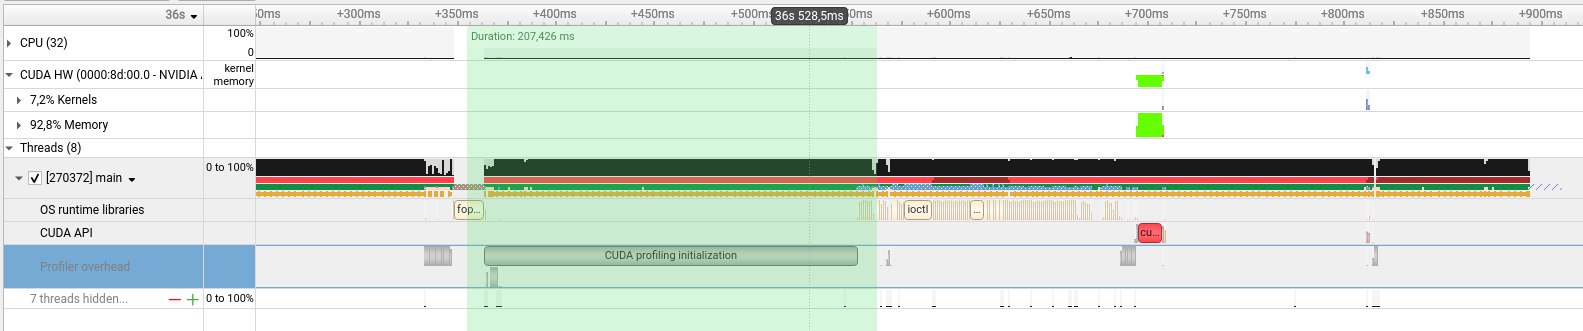 36s
00ms +300ms +350ms +400ms +450ms +500ms 36s 528,5ms 0ms +600ms +650ms +700ms +750ms +800ms +850ms +900ms
CPU (32) 100%
0
Duration: 207,426 ms
CUDA HW (0000:8d:00.0 - NVIDIA kernel
memory
7,2% Kernels
92,8% Memory
Threads (8)
[270372] main 0 to 100%
OS runtime libraries fop... ioctl ...
CUDA API cu...
Profiler overhead CUDA profiling initialization
7 threads hidden... 0 to 100%